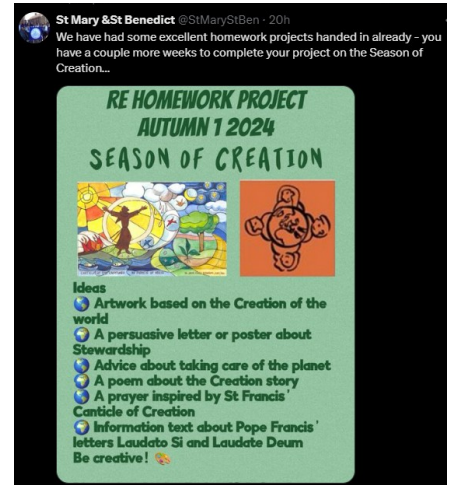 St Mary &St Benedict @StMaryStBen · 20h
We have had some excellent homework projects handed in already - you
have a couple more weeks to complete your project on the Season of
Creation...
RE HOMEWORK PROJECT
AUTUMN 1 2024
SEASON OF CREATION
Ideas
🌎 Artwork based on the Creation of the
world
🌍 A persuasive letter or poster about
Stewardship
🌎 Advice about taking care of the planet
🌍 A poem about the Creation story
🌎 A prayer inspired by St Francis'
Canticle of Creation
🌍 Information text about Pope Francis'
letters Laudato Si and Laudate Deum
Be creative! 🎨